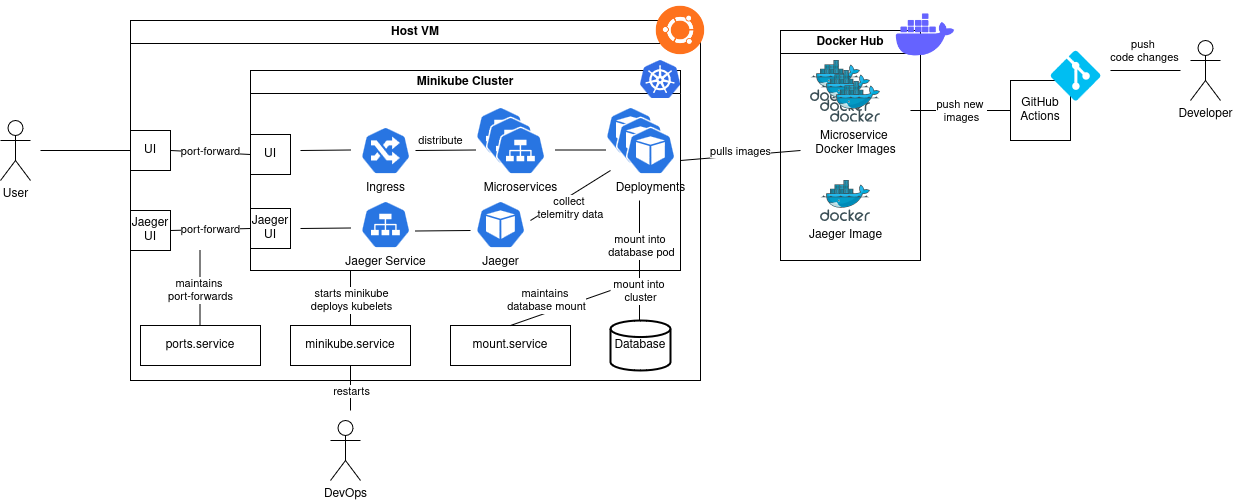 Host VM
Docker Hub
push
code changes
Minikube Cluster
docker
docker
docker
GitHub
Actions
Developer
push new
images
UI
port-forward
UI
distribute
Microservice
Docker Images
pulls images
User
Ingress
Microservices
Deployments
collect
telemitry data
Jaeger
UI
port-forward
Jaeger
UI
docker
Jaeger Image
mount into
database pod
Jaeger Service
Jaeger
maintains
port-forwards
starts minikube
deploys kubelets
maintains
database mount
mount into
cluster
ports.service
minikube.service
mount.service
Database
restarts
DevOps